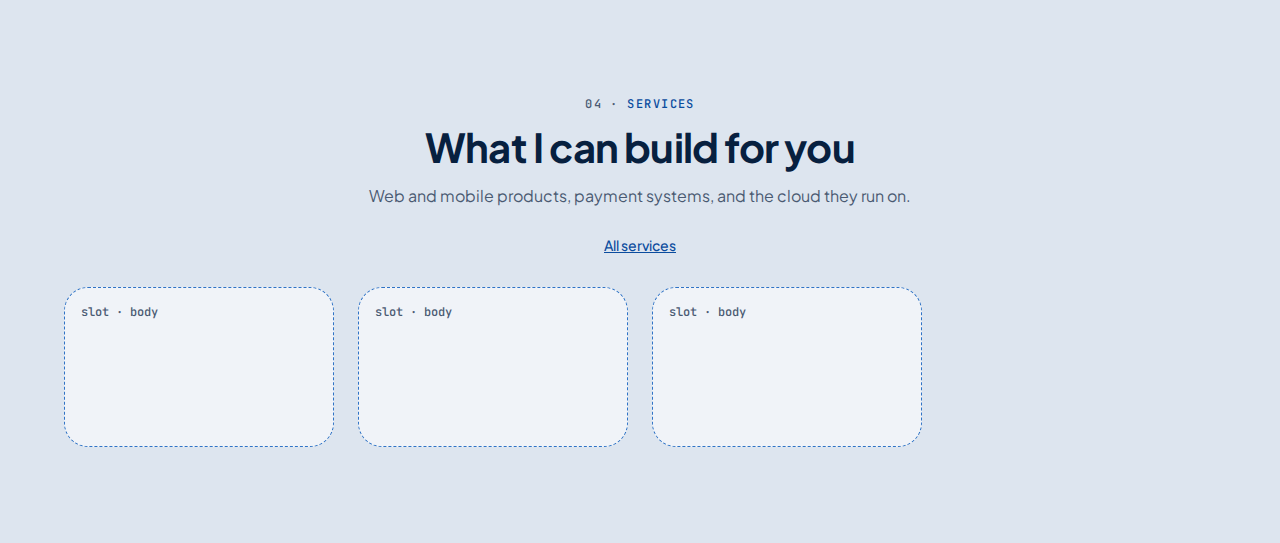 04 · SERVICES
What I can build for you
Web and mobile products, payment systems, and the cloud they run on.
All services
slot · body
slot · body
slot · body